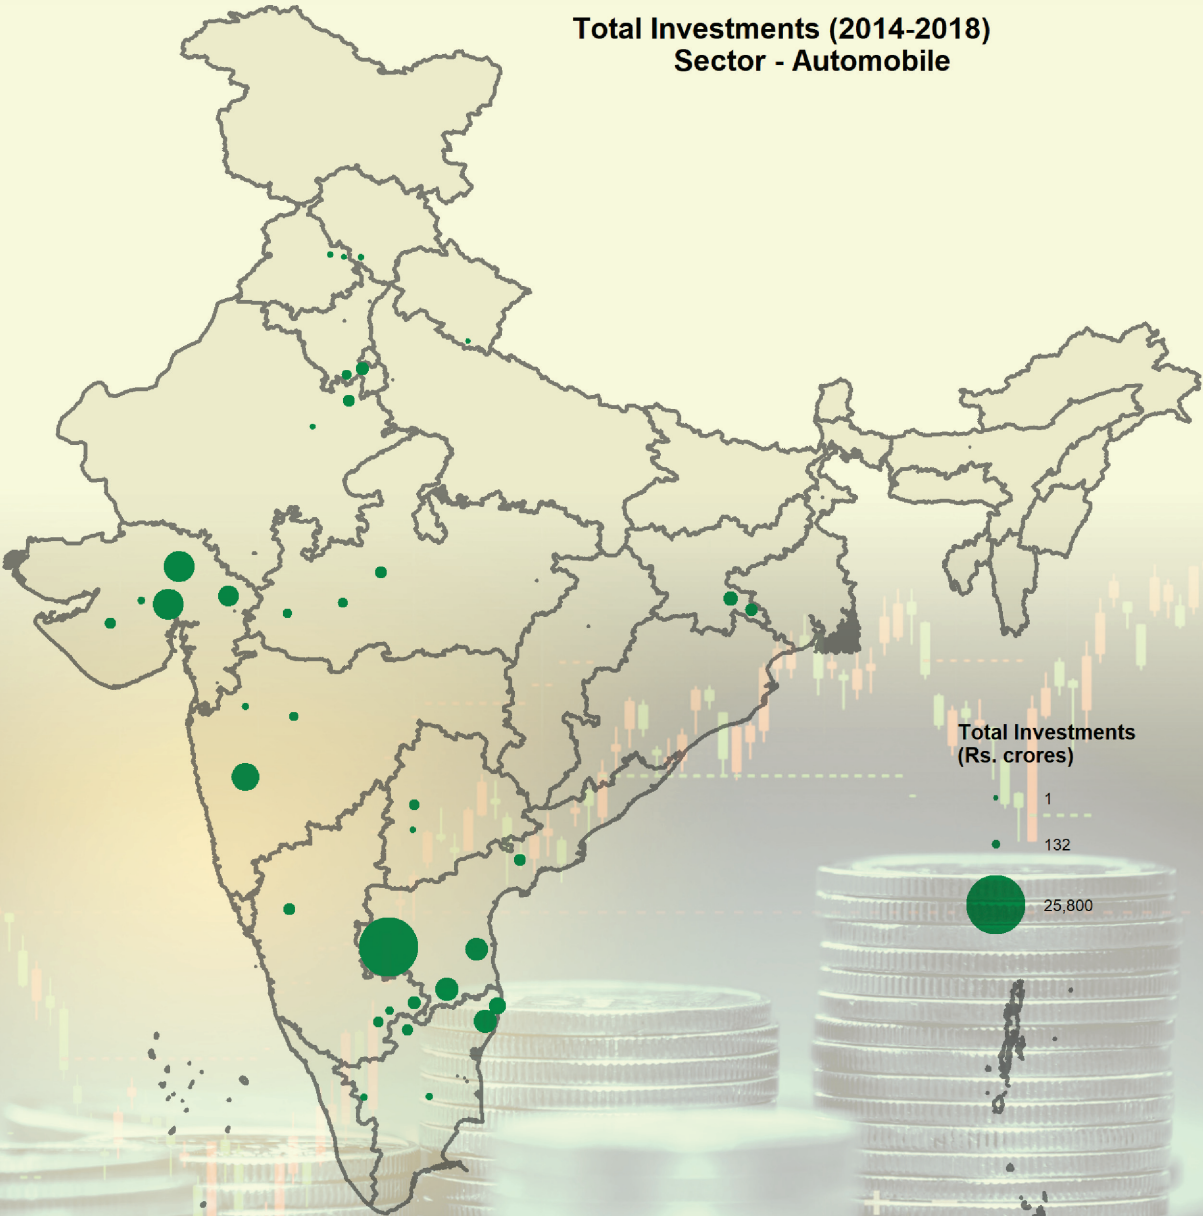 Total Investments (2014-2018)
Sector - Automobile
Total Investments
(Rs. crores)
1
132
25,800